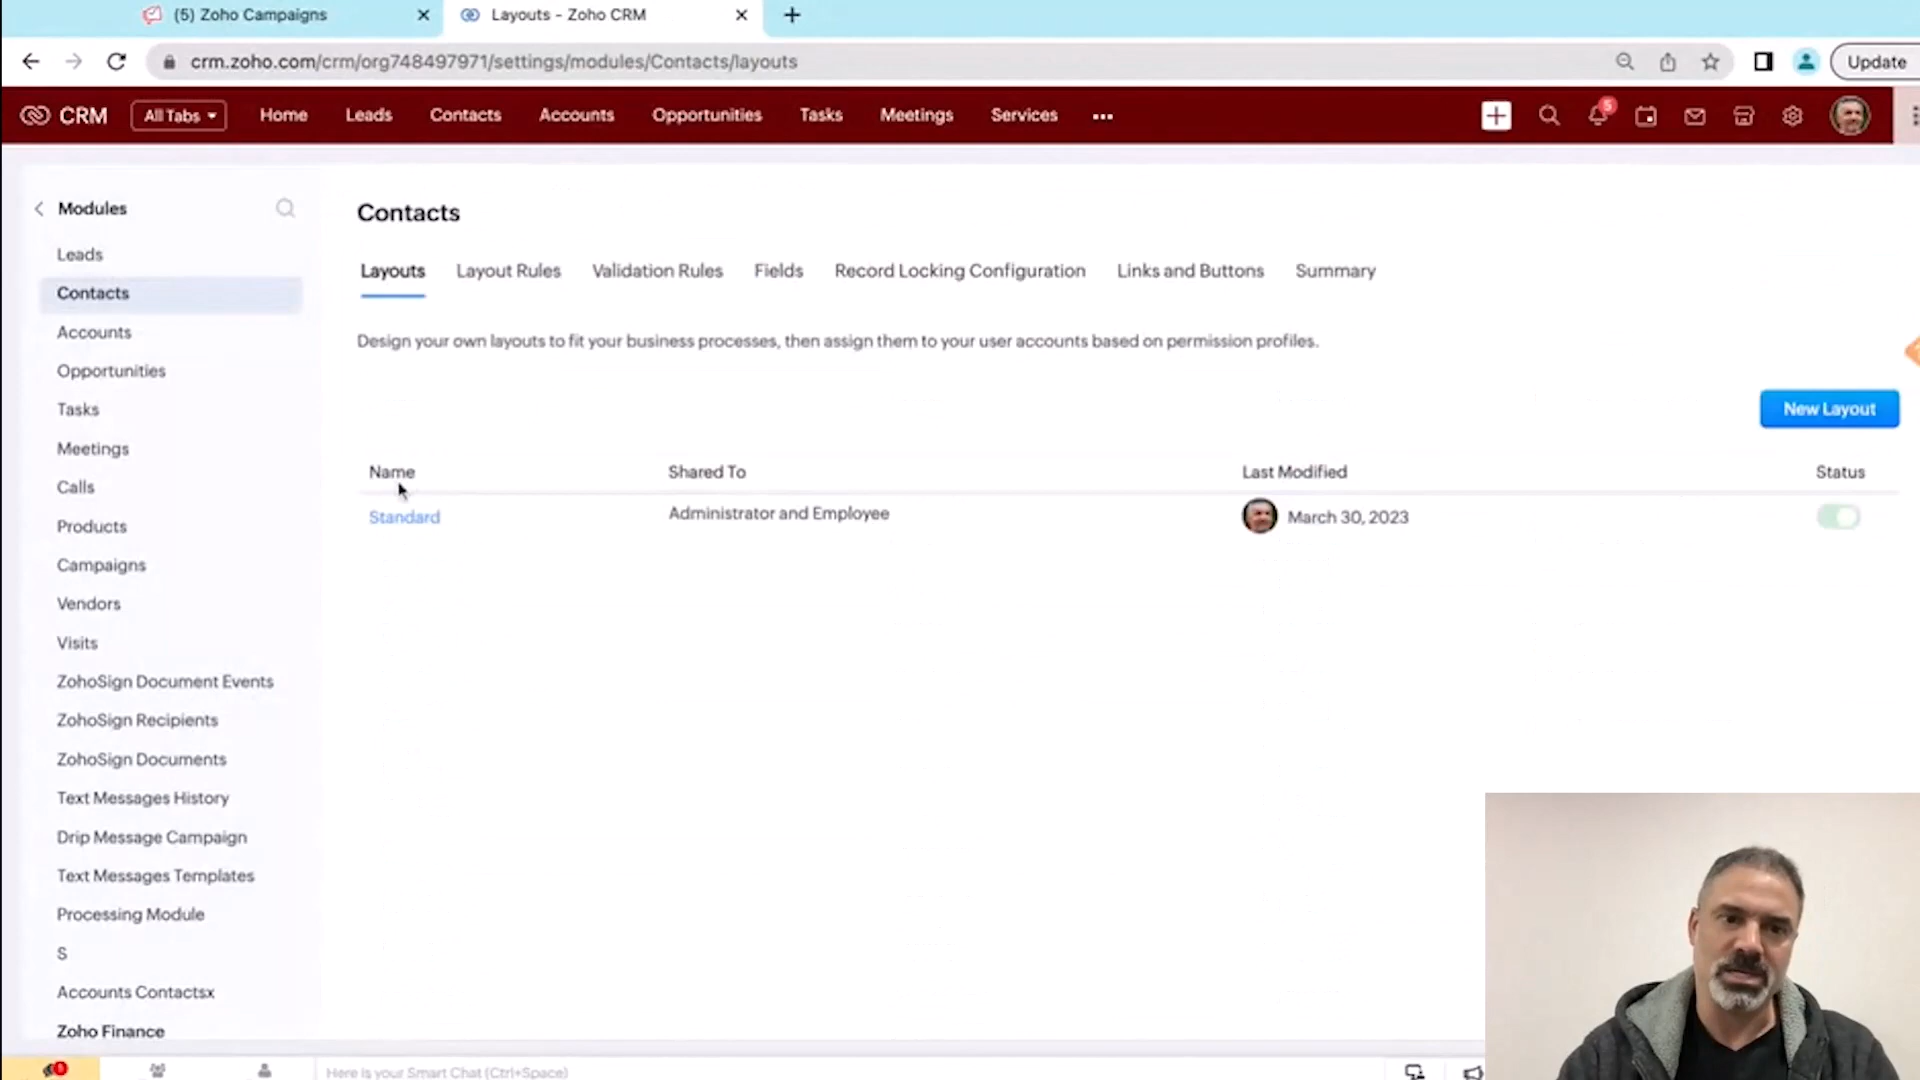 (5) Zoho Campaigns
Layouts - Zoho CRM
crm.zoho.com/crm/org748497971/settings/modules/Contacts/layouts
Update
CRM
All Tabs
Home
Leads
Contacts
Accounts
Opportunities
Tasks
Meetings
Services
5
Modules
Leads
Contacts
Accounts
Opportunities
Tasks
Meetings
Calls
Products
Campaigns
Vendors
Visits
ZohoSign Document Events
ZohoSign Recipients
ZohoSign Documents
Text Messages History
Drip Message Campaign
Text Messages Templates
Processing Module
S
Accounts Contactsx
Zoho Finance
Contacts
Layouts
Layout Rules
Validation Rules
Fields
Record Locking Configuration
Links and Buttons
Summary
Design your own layouts to fit your business processes, then assign them to your user accounts based on permission profiles.
New Layout
Name
Shared To
Last Modified
Status
Standard
Administrator and Employee
March 30, 2023
Here is your Smart Chat (Ctrl+Space)